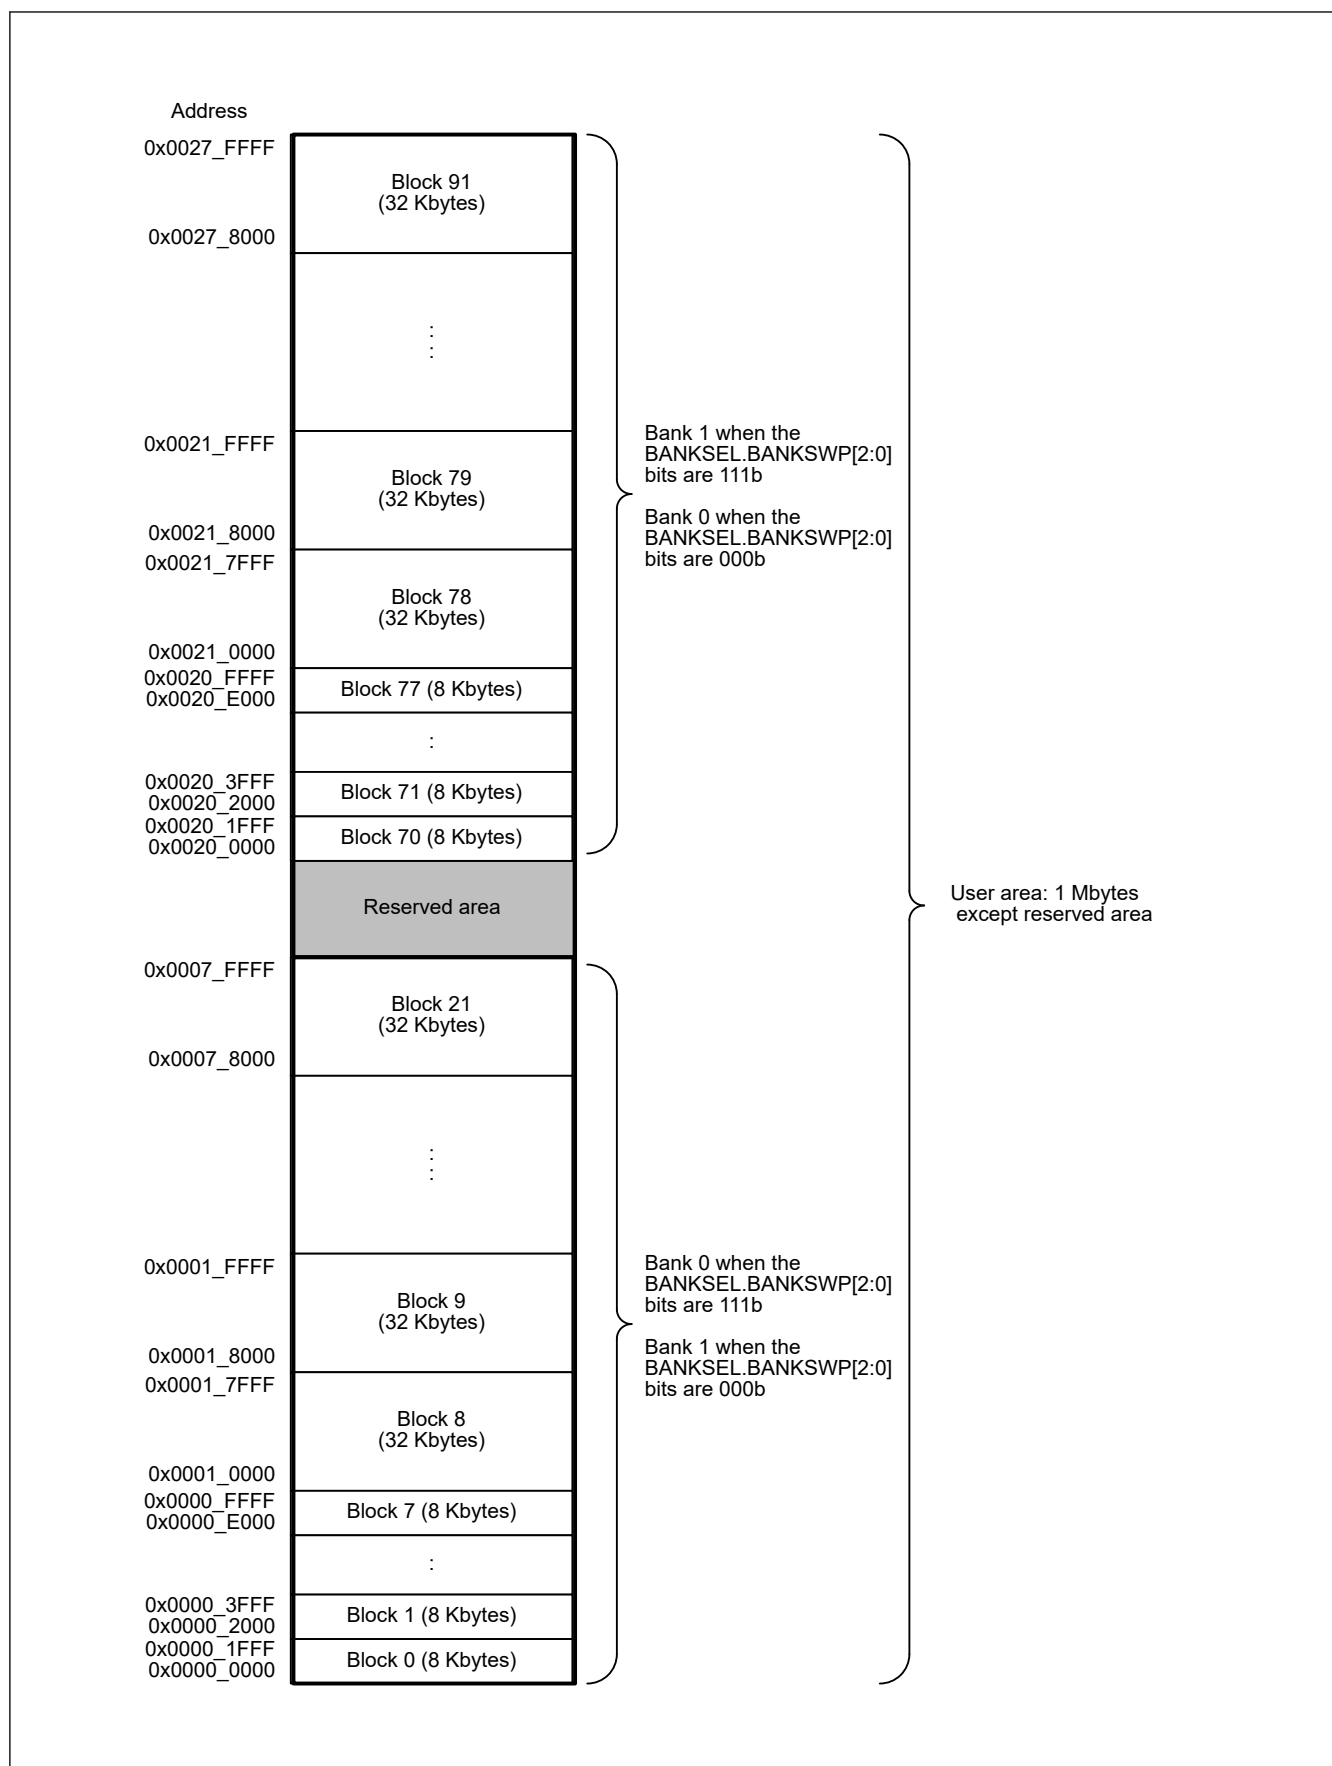 Address
0x0027_FFFF
Block 91
(32 Kbytes)
0x0027_8000
:
:
0x0021_FFFF
Block 79
(32 Kbytes)
0x0021_8000
0x0021_7FFF
Block 78
(32 Kbytes)
0x0021_0000
0x0020_FFFF
0x0020_E000
Block 77 (8 Kbytes)
:
0x0020_3FFF
0x0020_2000
Block 71 (8 Kbytes)
0x0020_1FFF
0x0020_0000
Block 70 (8 Kbytes)
Bank 1 when the
BANKSEL.BANKSWP[2:0]
bits are 111b
Bank 0 when the
BANKSEL.BANKSWP[2:0]
bits are 000b
Reserved area
User area: 1 Mbytes
except reserved area
0x0007_FFFF
Block 21
(32 Kbytes)
0x0007_8000
:
:
0x0001_FFFF
Block 9
(32 Kbytes)
0x0001_8000
0x0001_7FFF
Block 8
(32 Kbytes)
0x0001_0000
0x0000_FFFF
0x0000_E000
Block 7 (8 Kbytes)
:
0x0000_3FFF
0x0000_2000
Block 1 (8 Kbytes)
0x0000_1FFF
0x0000_0000
Block 0 (8 Kbytes)
Bank 0 when the
BANKSEL.BANKSWP[2:0]
bits are 111b
Bank 1 when the
BANKSEL.BANKSWP[2:0]
bits are 000b